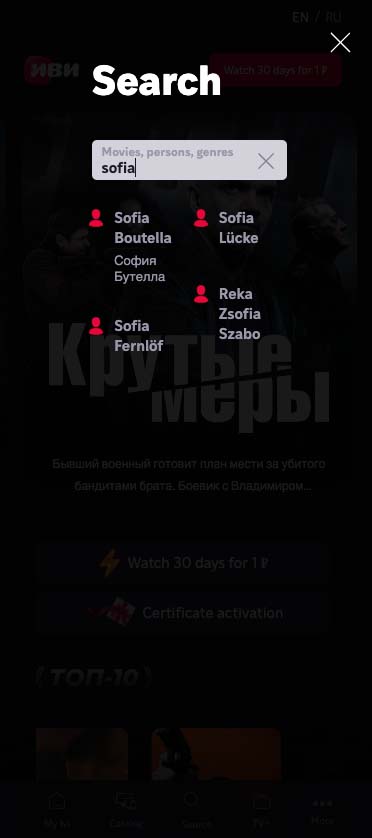 EN / RU
иви
Watch 30 days for 1 ₽
Search
Movies, persons, genres
sofia
Sofia
Boutella
София
Бутелла
Sofia
Fernlöf
Sofia
Lücke
Reka
Zsofia
Szabo
Крутые
меры
Бывший военный готовит план мести за убитого
бандитами брата. Боевик с Владимиром...
Watch 30 days for 1 ₽
Certificate activation
ТОП-10
My Ivi
Catalog
Search
TV+
More